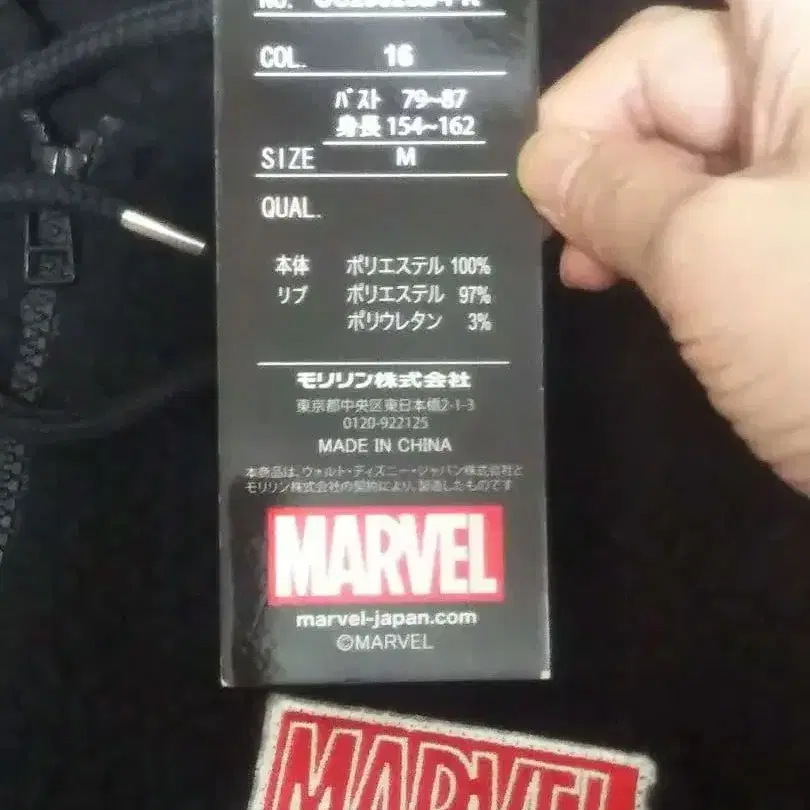 COL. 16
バスト 79~87
身長 154~162
SIZE M
QUAL.
本体 ポリエステル 100%
リブ ポリエステル 97%
ポリウレタン 3%
モリリン株式会社
東京都中央区東日本橋2-1-3
0120-922125
MADE IN CHINA
本商品は、ウォルト・ディズニー・ジャパン株式会社と
モリリン株式会社の契約により、製造したものです
MARVEL
marvel-japan.com
©MARVEL
MARVEL